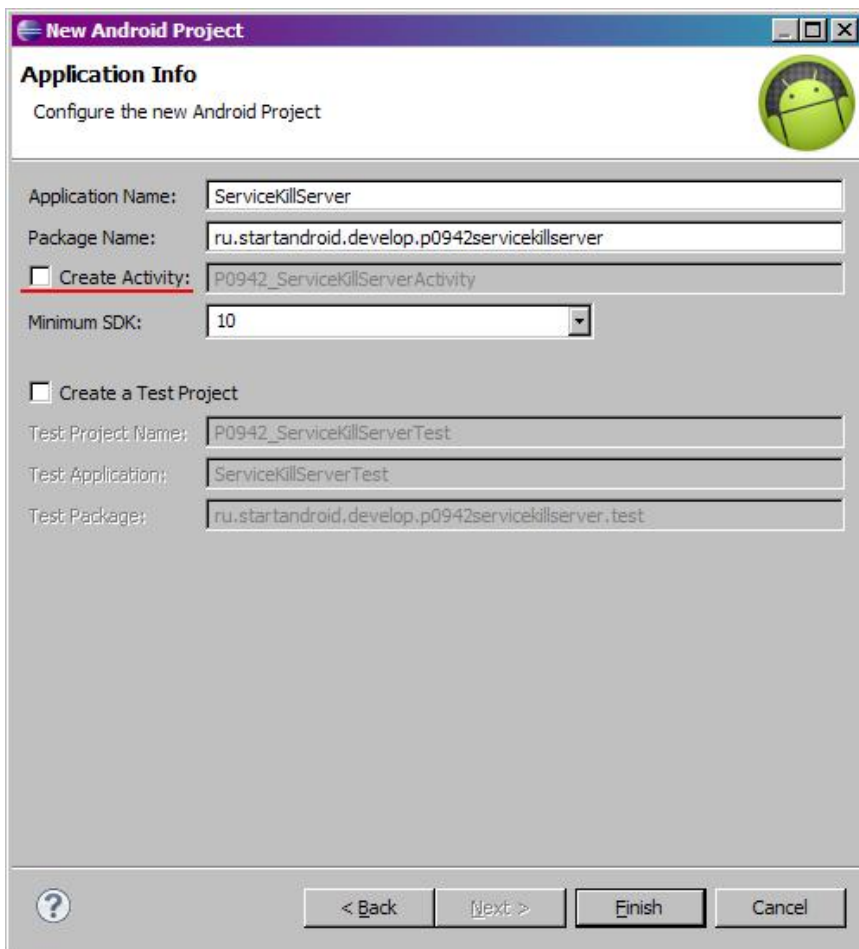 New Android Project
Application Info
Configure the new Android Project
Application Name: ServiceKillServer
Package Name: ru.startandroid.develop.p0942servicekillserver
Create Activity: P0942_ServiceKillServerActivity
Minimum SDK: 10
Create a Test Project
Test Project Name: P0942_ServiceKillServerTest
Test Application: ServiceKillServerTest
Test Package: ru.startandroid.develop.p0942servicekillserver.test
? < Back Next > Finish Cancel